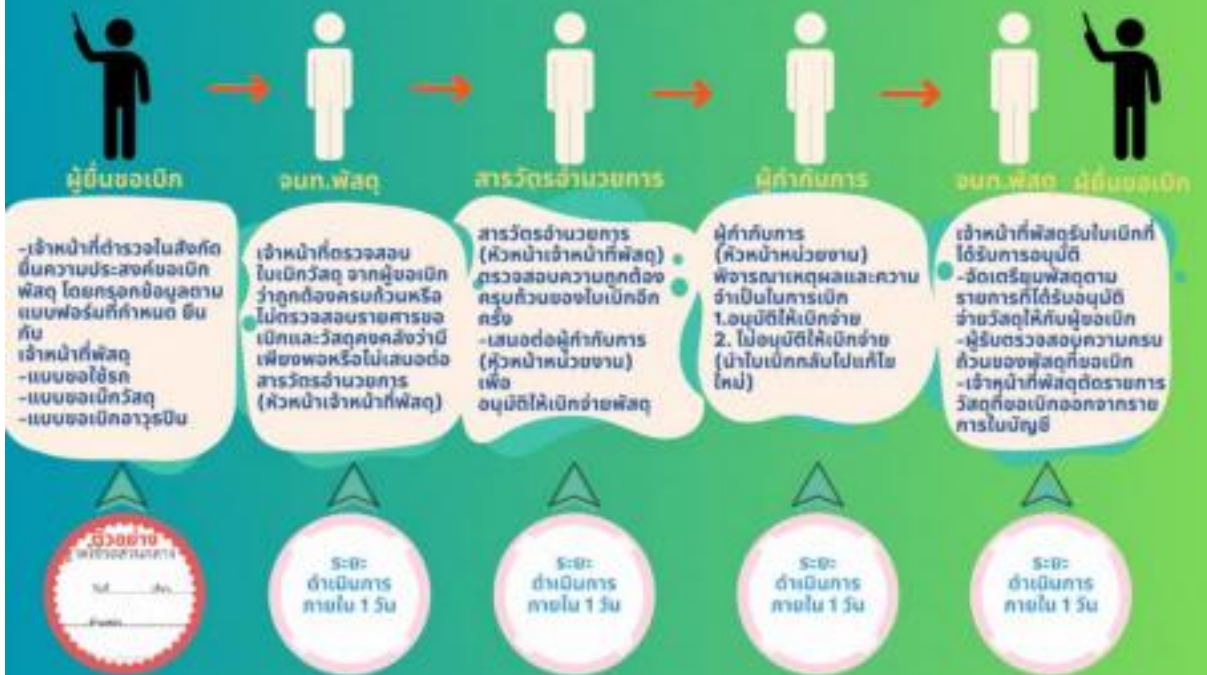 ผู้ยื่นขอเบิก
จนท.พัสดุ
สารวัตรอำนวยการ
ผู้กำกับการ
จนท.พัสดุ
ผู้ยื่นขอเบิก
-เจ้าหน้าที่ตำรวจในสังกัด
ยื่นความประสงค์ขอเบิก
พัสดุ โดยกรอกข้อมูลตาม
แบบฟอร์มที่กำหนด ยื่น
กับ
เจ้าหน้าที่พัสดุ
-แบบขอใช้รถ
-แบบขอเบิกวัสดุ
-แบบขอเบิกอาวุธปืน
เจ้าหน้าที่ตรวจสอบ
ใบเบิกวัสดุ จากผู้ขอเบิก
ว่าถูกต้องครบถ้วนหรือ
ไม่ตรวจสอบรายการขอ
เบิกและวัสดุคงคลังว่ามี
เพียงพอหรือไม่เสนอต่อ
สารวัตรอำนวยการ
(หัวหน้าเจ้าหน้าที่พัสดุ)
สารวัตรอำนวยการ
(หัวหน้าเจ้าหน้าที่พัสดุ)
ตรวจสอบความถูกต้อง
ครบถ้วนของใบเบิกอีก
ครั้ง
-เสนอต่อผู้กำกับการ
(หัวหน้าหน่วยงาน)
เพื่อ
อนุมัติให้เบิกจ่ายพัสดุ
ผู้กำกับการ
(หัวหน้าหน่วยงาน)
พิจารณาเหตุผลและความ
จำเป็นในการเบิก
1.อนุมัติให้เบิกจ่าย
2. ไม่อนุมัติให้เบิกจ่าย
(นำใบเบิกกลับไปแก้ไข
ใหม่)
เจ้าหน้าที่พัสดุรับใบเบิกที่
ได้รับการอนุมัติ
-จัดเตรียมพัสดุตาม
รายการที่ได้รับอนุมัติ
จ่ายวัสดุให้กับผู้ขอเบิก
-ผู้รับตรวจสอบความครบ
ถ้วนของพัสดุที่ขอเบิก
-เจ้าหน้าที่พัสดุตัดรายการ
วัสดุที่ขอเบิกออกจากราย
การในบัญชี
ตัวอย่าง
ระยะ
ดำเนินการ
ภายใน 1 วัน
ระยะ
ดำเนินการ
ภายใน 1 วัน
ระยะ
ดำเนินการ
ภายใน 1 วัน
ระยะ
ดำเนินการ
ภายใน 1 วัน